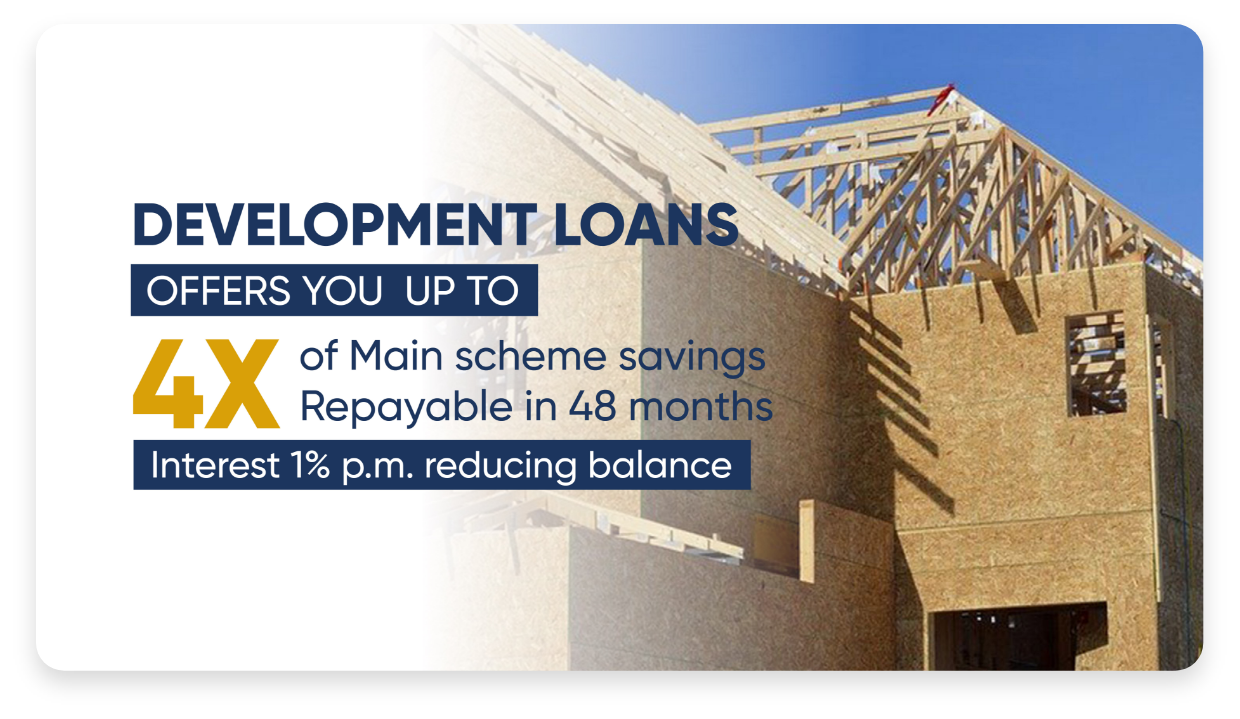 DEVELOPMENT LOANS
OFFERS YOU UP TO
4X of Main scheme savings
Repayable in 48 months
Interest 1% p.m. reducing balance